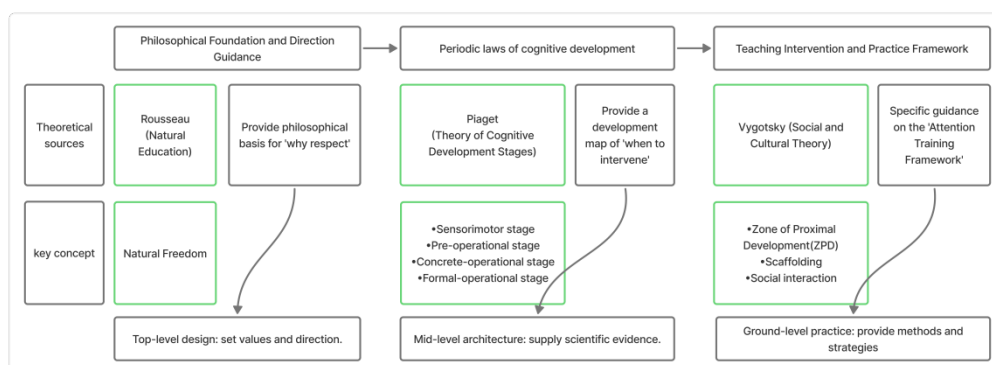 Philosophical Foundation and Direction
Guidance
Periodic laws of cognitive development
Teaching Intervention and Practice Framework
Theoretical
sources
Rousseau
(Natural
Education)
Provide philosophical
basis for 'why respect'
Piaget
(Theory of Cognitive
Development Stages)
Provide a
development
map of 'when to
intervene'
Vygotsky (Social and
Cultural Theory)
Specific guidance
on the 'Attention
Training
Framework'
key concept
Natural Freedom
•Sensorimotor stage
•Pre-operational stage
•Concrete-operational stage
•Formal-operational stage
•Zone of Proximal
Development(ZPD)
•Scaffolding
•Social interaction
Top-level design: set values and direction.
Mid-level architecture: supply scientific evidence.
Ground-level practice: provide methods and
strategies